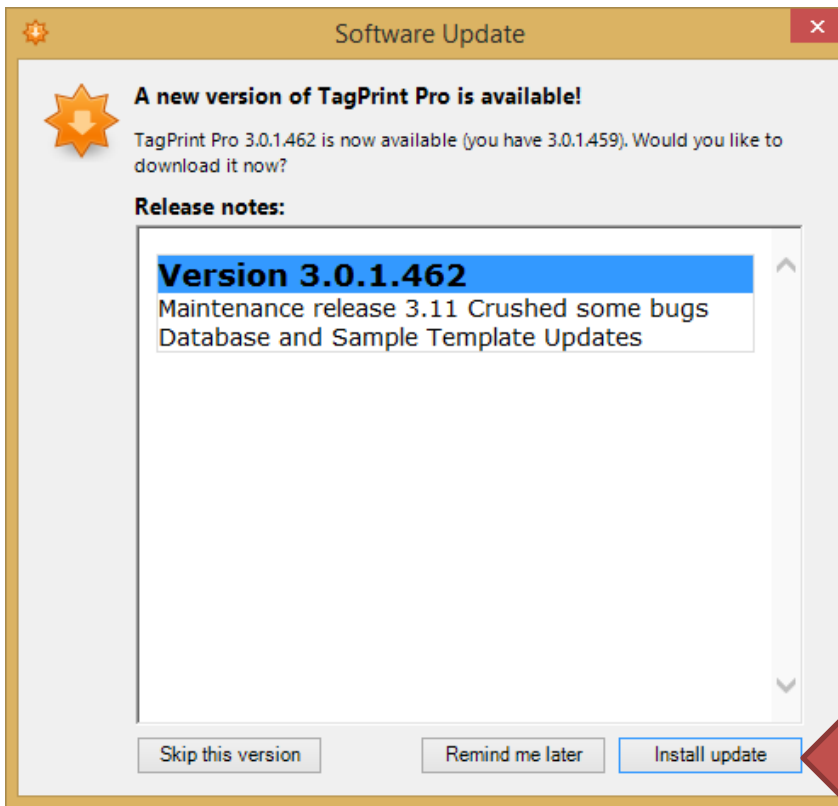 Software Update
A new version of TagPrint Pro is available!
TagPrint Pro 3.0.1.462 is now available (you have 3.0.1.459). Would you like to
download it now?
Release notes:
Version 3.0.1.462
Maintenance release 3.11 Crushed some bugs
Database and Sample Template Updates
Skip this version
Remind me later
Install update